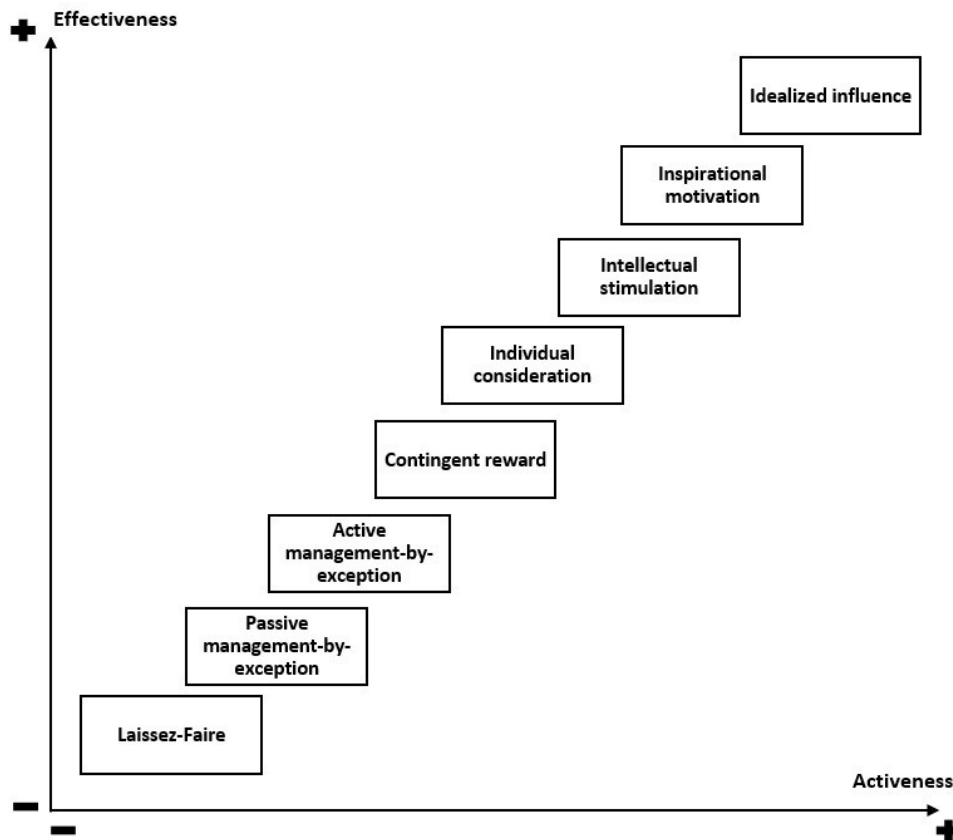 Effectiveness
Idealized influence
Inspirational
motivation
Intellectual
stimulation
Individual
consideration
Contingent reward
Active
management-by-
exception
Passive
management-by-
exception
Laissez-Faire
Activeness